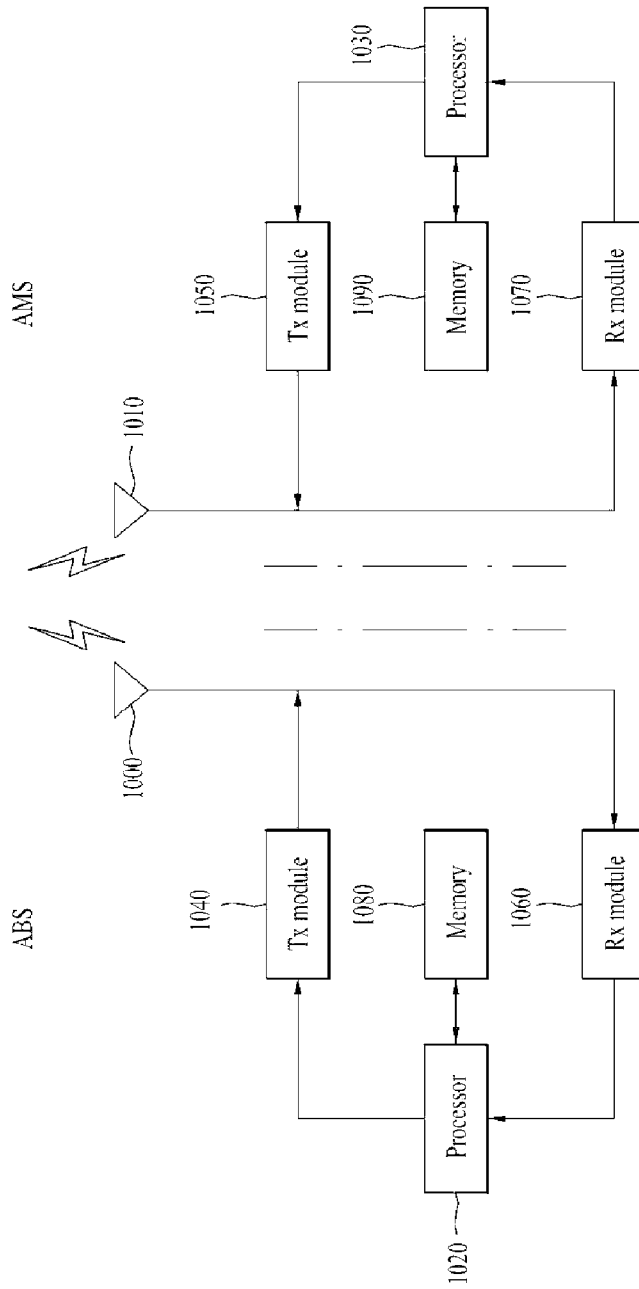 ABS
AMS
1000
1010
1040
Tx module
1050
Tx module
1020
Processor
1080
Memory
1090
Memory
1030
Processor
1060
Rx module
1070
Rx module